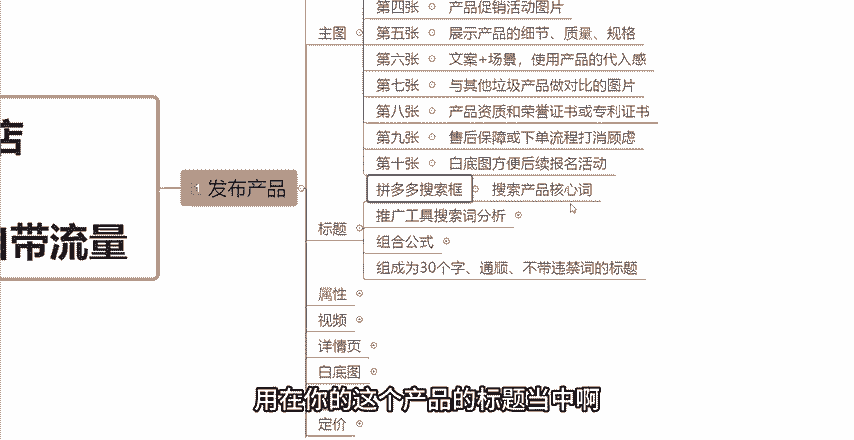 店
自带流量
1 发布产品
主图
第四张 产品促销活动图片
第五张 展示产品的细节、质量、规格
第六张 文案+场景，使用产品的代入感
第七张 与其他垃圾产品做对比的图片
第八张 产品资质和荣誉证书或专利证书
第九张 售后保障或下单流程打消顾虑
第十张 白底图方便后续报名活动
标题
拼多多搜索框 搜索产品核心词
推广工具搜索词分析
组合公式
组成为30个字、通顺、不带违禁词的标题
属性
视频
详情页
白底图
用在你的这个产品的标题当中啊
定价